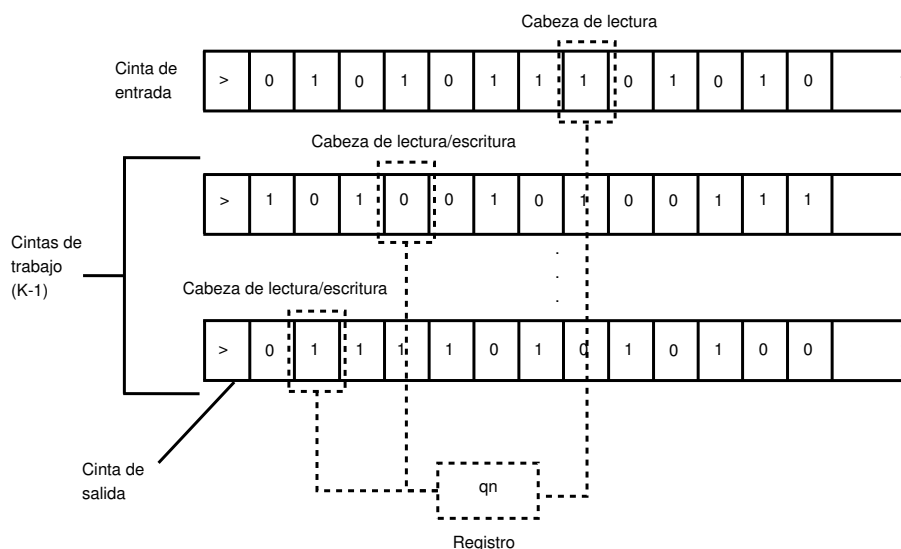 Cabeza de lectura
Cinta de
entrada
> 0 1 0 1 0 1 1 1 0 1 0 1 0
Cabeza de lectura/escritura
> 1 0 1 0 0 1 0 1 0 0 1 1 1
Cintas de
trabajo
(K-1)
.
.
.
Cabeza de lectura/escritura
> 0 1 1 1 1 0 1 0 1 0 1 0 0
Cinta de
salida
qn
Registro